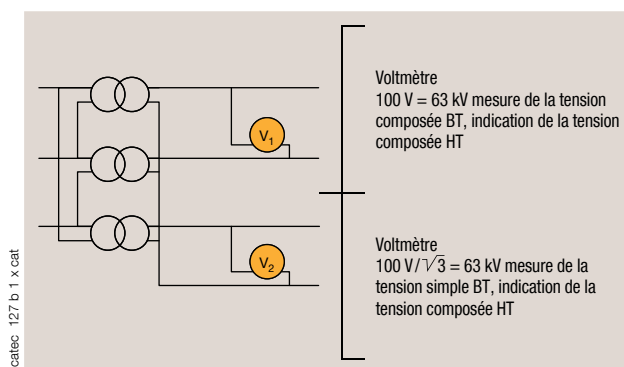 Voltmètre
100 V = 63 kV mesure de la tension
composée BT, indication de la tension
composée HT
V1
Voltmètre
100 V/√3 = 63 kV mesure de la
tension simple BT, indication de la
tension composée HT
V2
catec 127 b 1 x cat